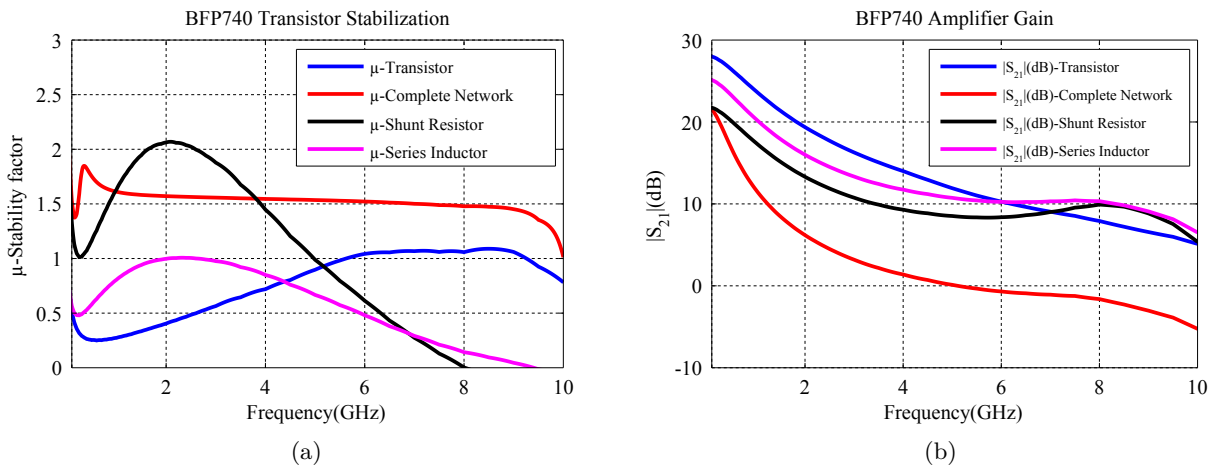 BFP740 Transistor Stabilization
3
2.5
2
1.5
1
0.5
0
μ-Stability factor
μ-Transistor
μ-Complete Network
μ-Shunt Resistor
μ-Series Inductor
2
4
6
8
10
Frequency(GHz)
(a)
BFP740 Amplifier Gain
30
20
10
0
-10
|S21|(dB)
|S21|(dB)-Transistor
|S21|(dB)-Complete Network
|S21|(dB)-Shunt Resistor
|S21|(dB)-Series Inductor
2
4
6
8
10
Frequency(GHz)
(b)